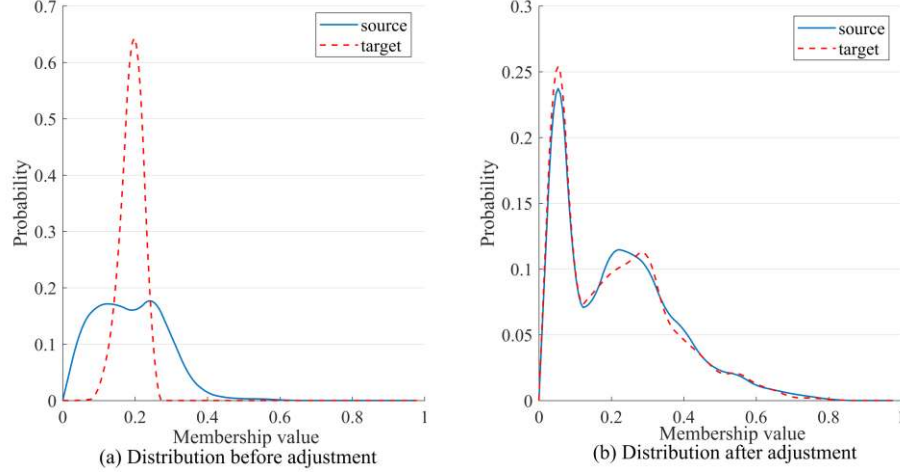 0.7
0.6
0.5
0.4
0.3
0.2
0.1
0
Probability
source
target
0 0.2 0.4 0.6 0.8 1
Membership value
(a) Distribution before adjustment
0.3
0.25
0.2
0.15
0.1
0.05
0
Probability
source
target
0 0.2 0.4 0.6 0.8 1
Membership value
(b) Distribution after adjustment